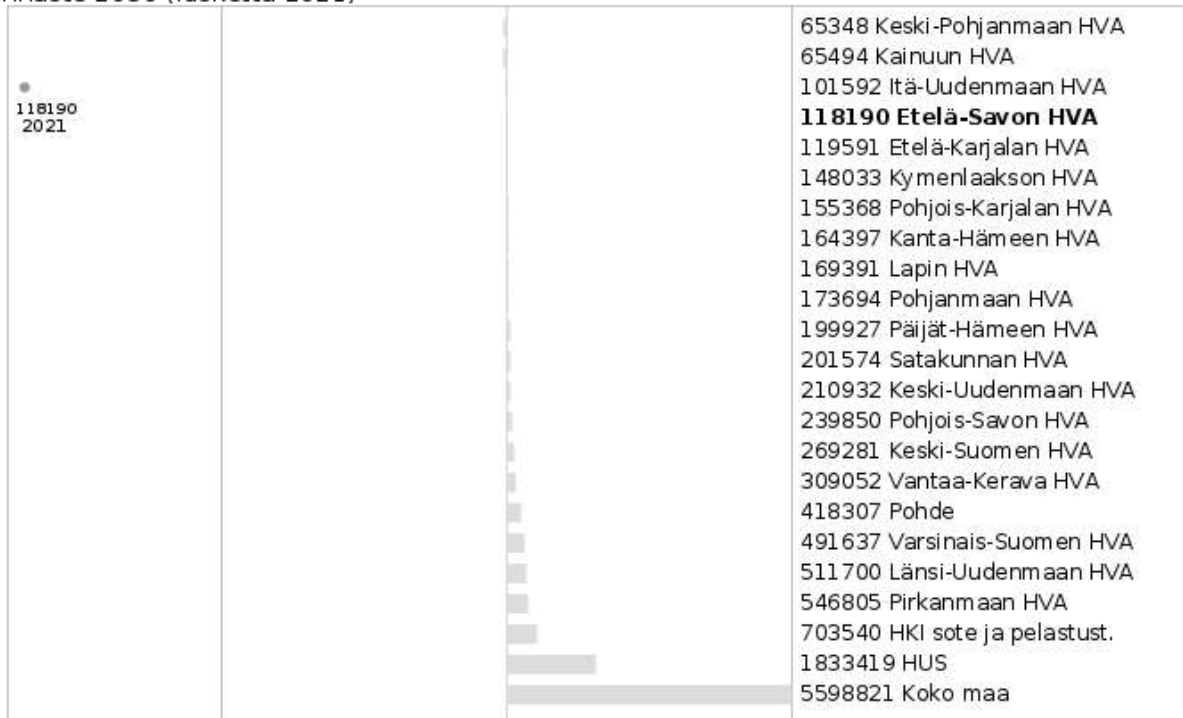 2030 (laskettu 2021)
118190
2021
65348 Keski-Pohjanmaan HVA
65494 Kainuun HVA
101592 Itä-Uudenmaan HVA
118190 Etelä-Savon HVA
119591 Etelä-Karjalan HVA
148033 Kymenlaakson HVA
155368 Pohjois-Karjalan HVA
164397 Kanta-Hämeen HVA
169391 Lapin HVA
173694 Pohjanmaan HVA
199927 Päijät-Hämeen HVA
201574 Satakunnan HVA
210932 Keski-Uudenmaan HVA
239850 Pohjois-Savon HVA
269281 Keski-Suomen HVA
309052 Vantaa-Kerava HVA
418307 Pohde
491637 Varsinais-Suomen HVA
511700 Länsi-Uudenmaan HVA
546805 Pirkanmaan HVA
703540 HKI sote ja pelastust.
1833419 HUS
5598821 Koko maa